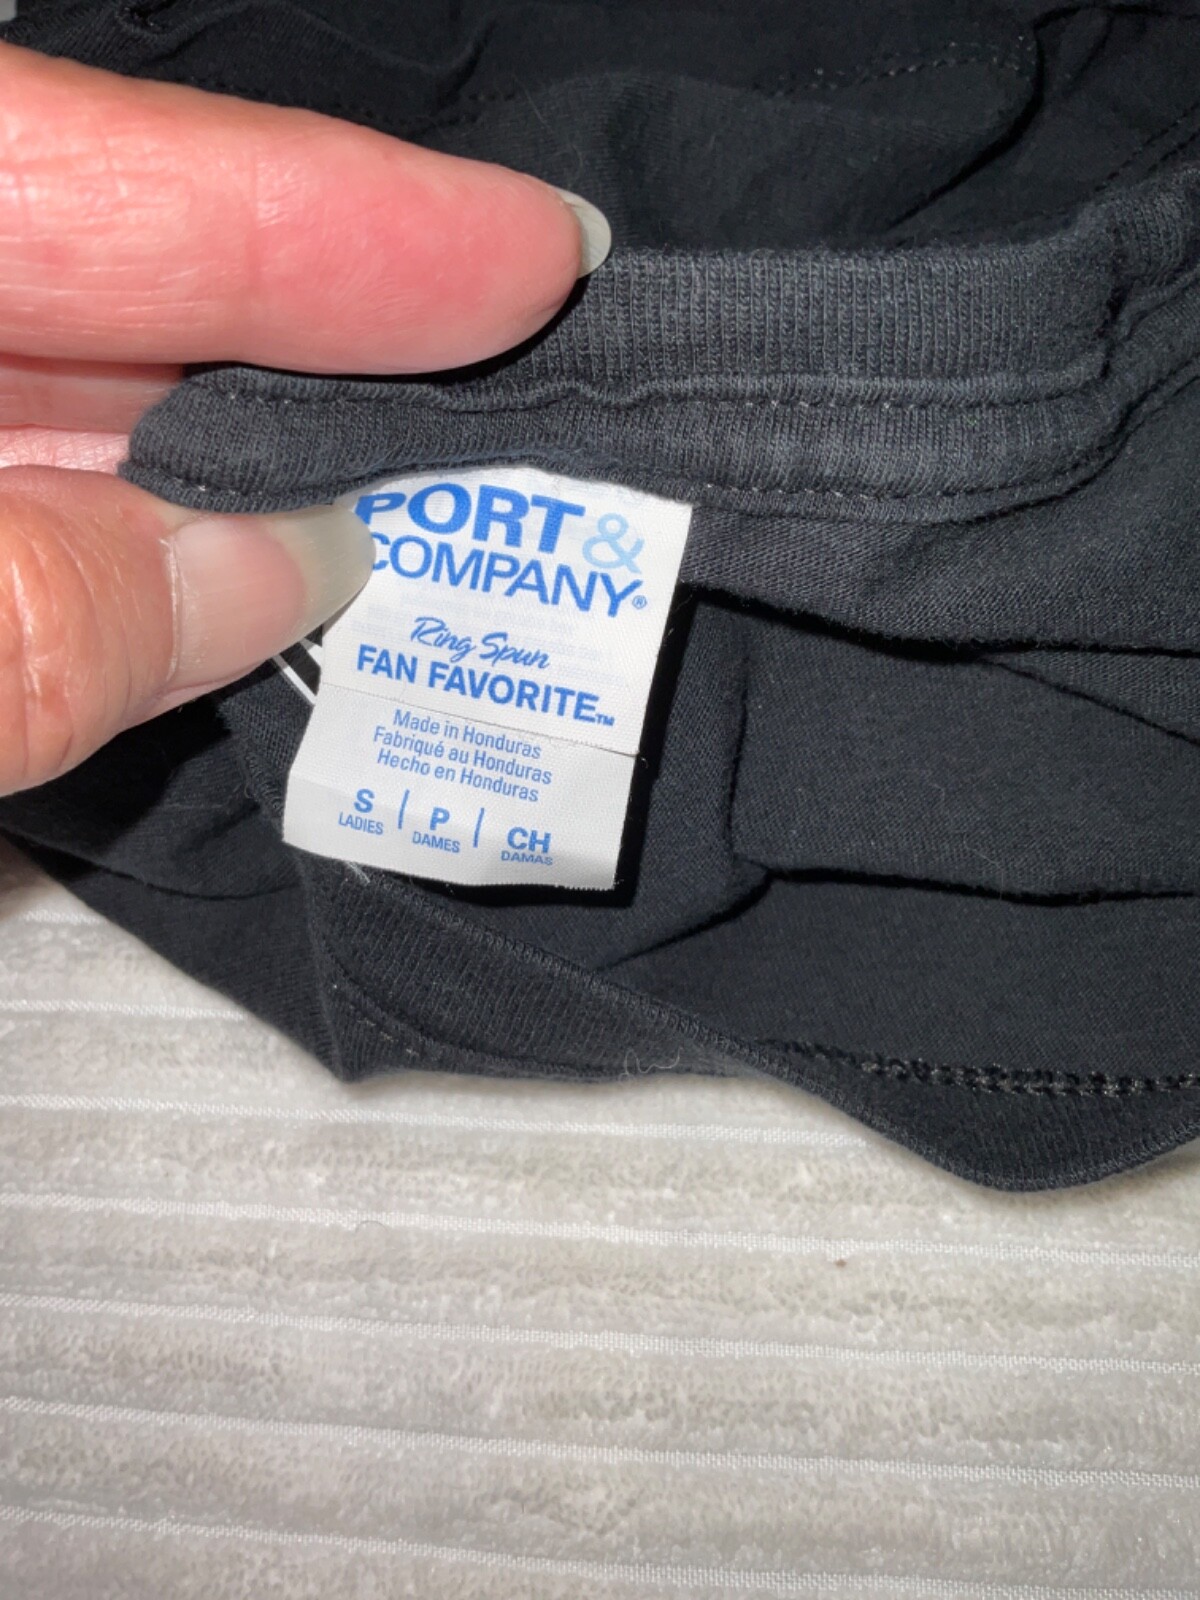 PORT &
COMPANY®
Ring Spun
FAN FAVORITE™
Made in Honduras
Fabriqué au Honduras
Hecho en Honduras
S | P | CH
LADIES DAMES DAMAS